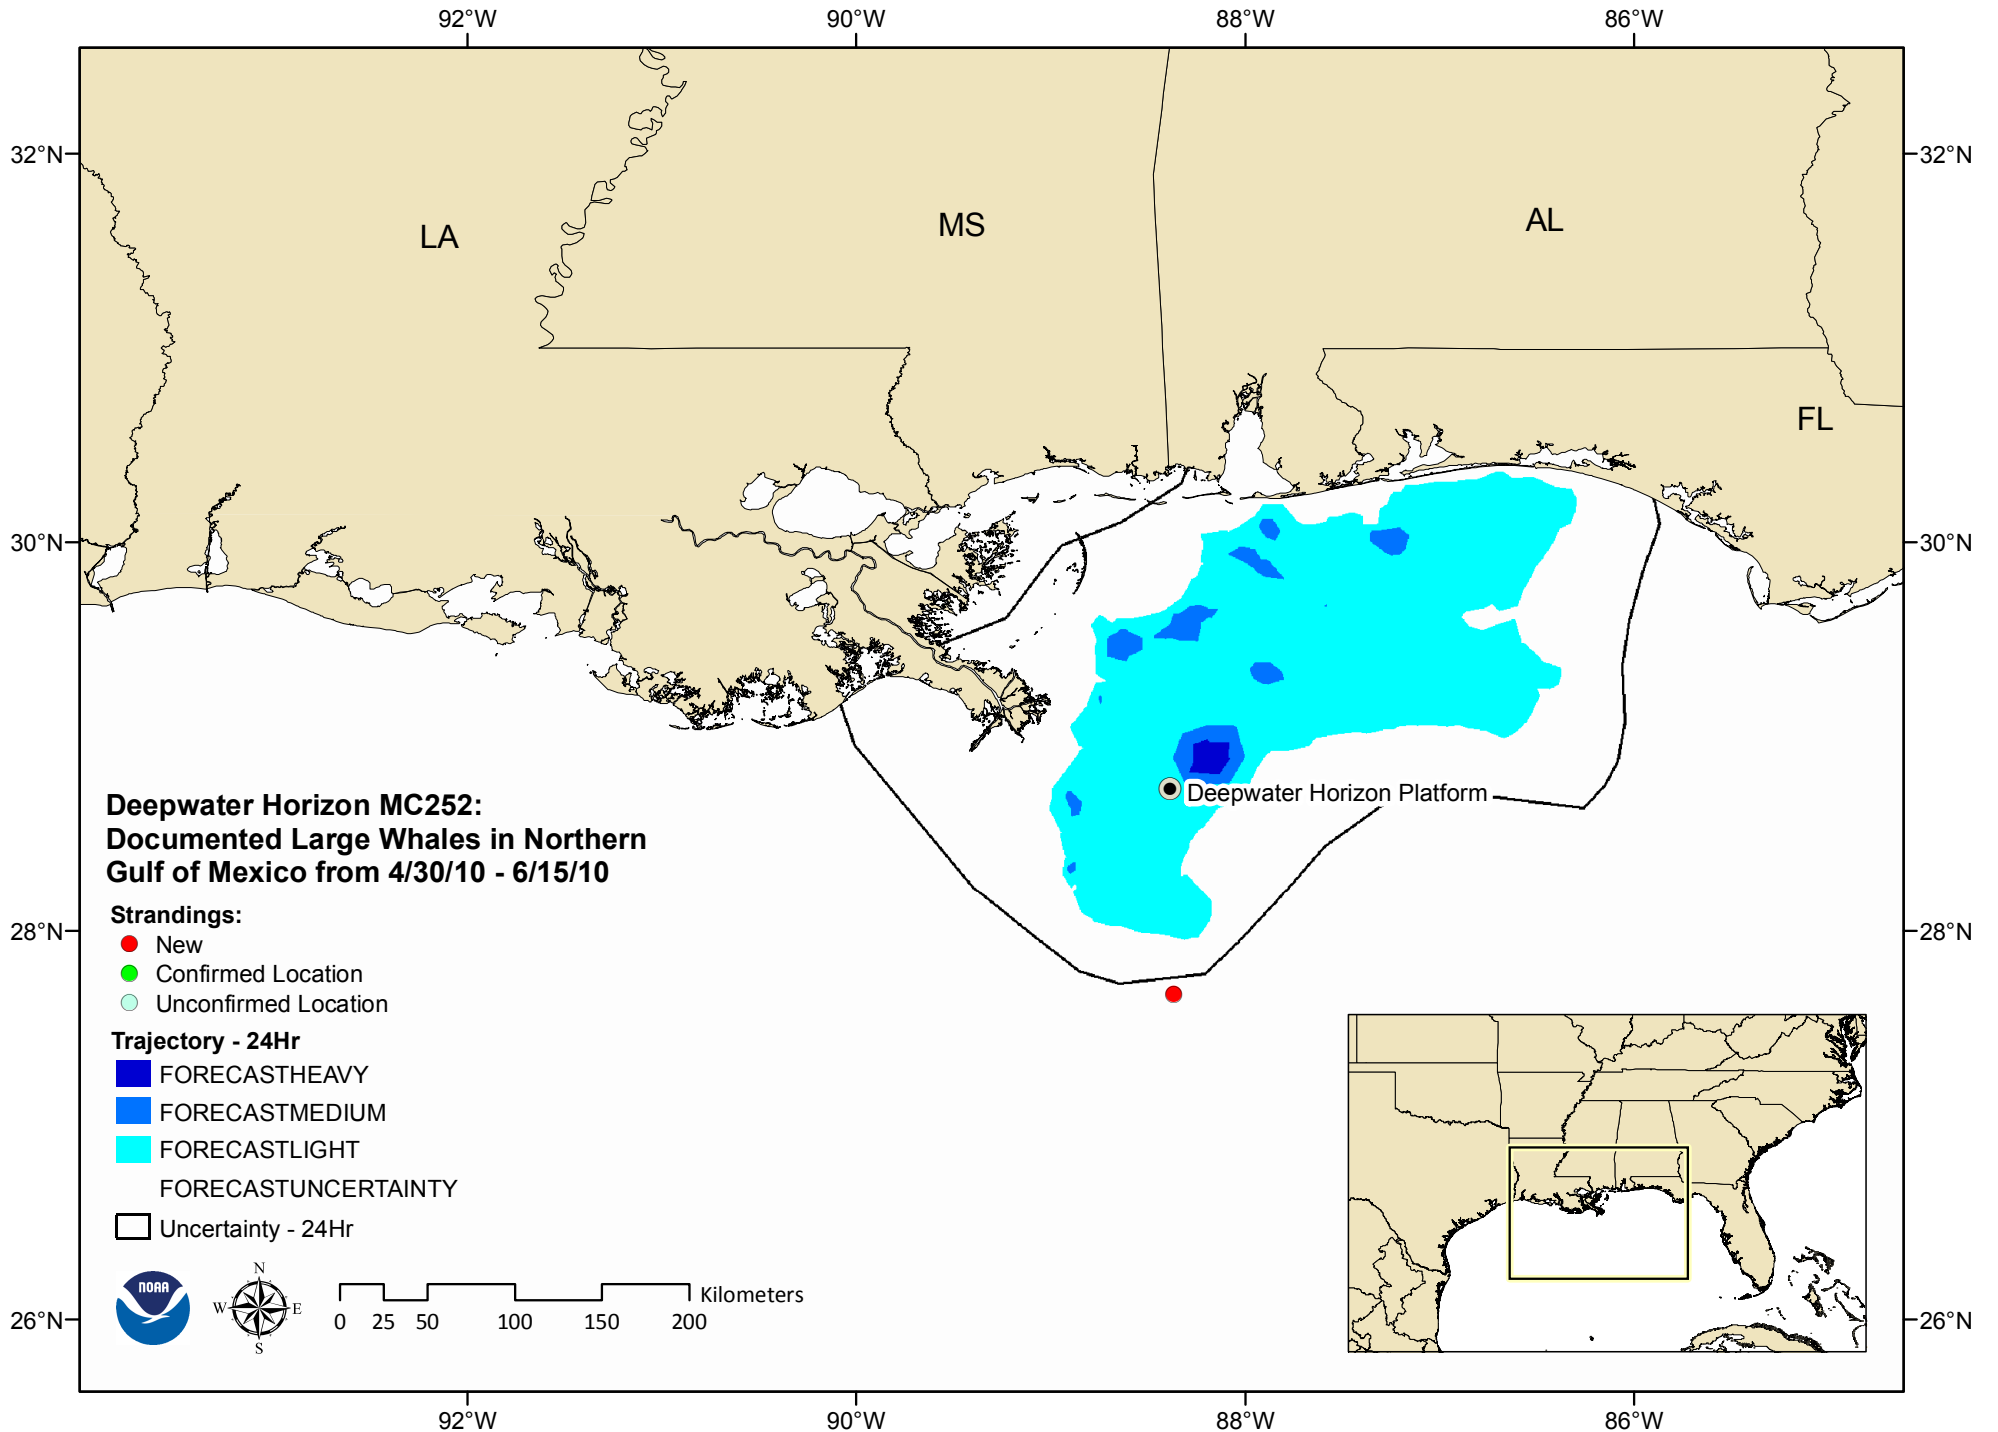 92°W 90°W 88°W 86°W
32°N 32°N
LA MS AL
FL
30°N 30°N
Deepwater Horizon Platform
Deepwater Horizon MC252:
Documented Large Whales in Northern
Gulf of Mexico from 4/30/10 - 6/15/10
Strandings:
28°N 28°N
New
Confirmed Location
Unconfirmed Location
Trajectory - 24Hr
FORECASTHEAVY
FORECASTMEDIUM
FORECASTLIGHT
FORECASTUNCERTAINTY
Uncertainty - 24Hr
NOAA
N
W E
S
Kilometers
0 25 50 100 150 200
26°N 26°N
92°W 90°W 88°W 86°W